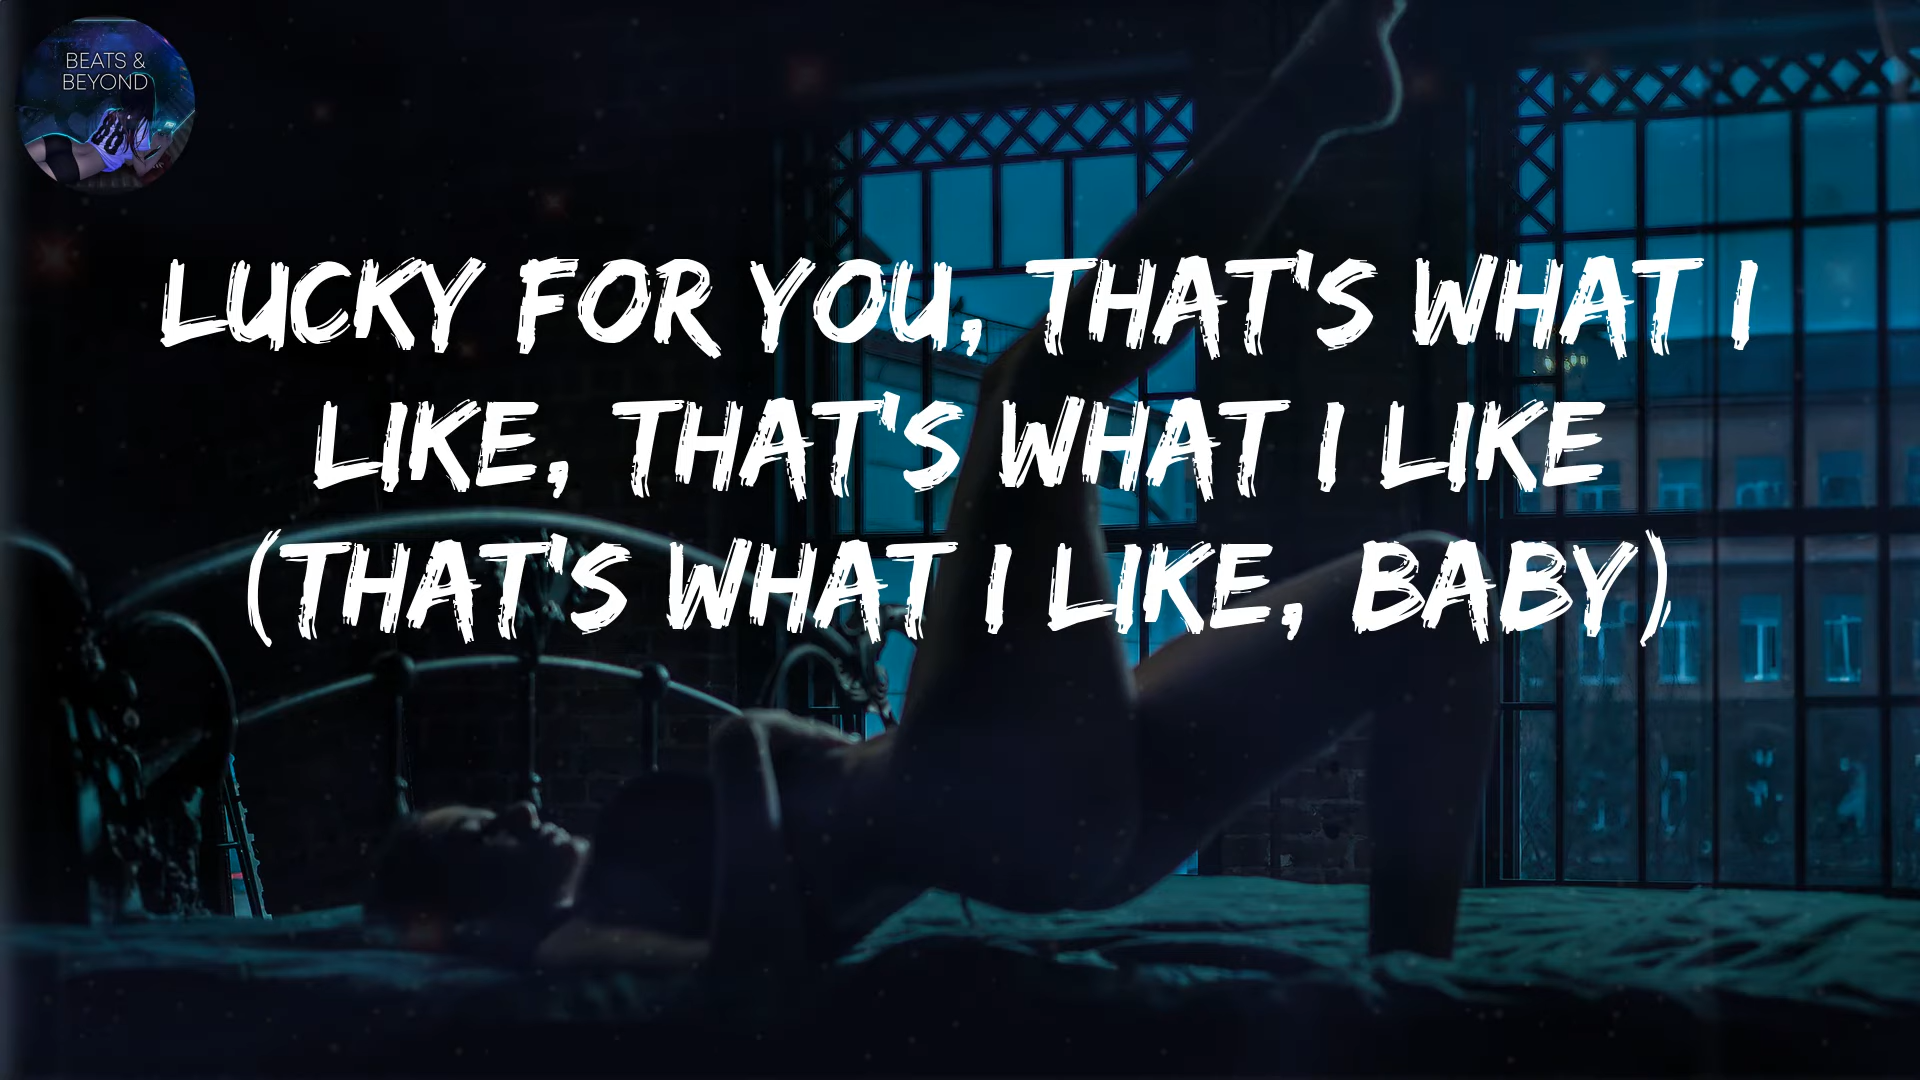 BEATS &
BEYOND
LUCKY FOR YOU, THAT'S WHAT I
LIKE, THAT'S WHAT I LIKE
(THAT'S WHAT I LIKE, BABY)